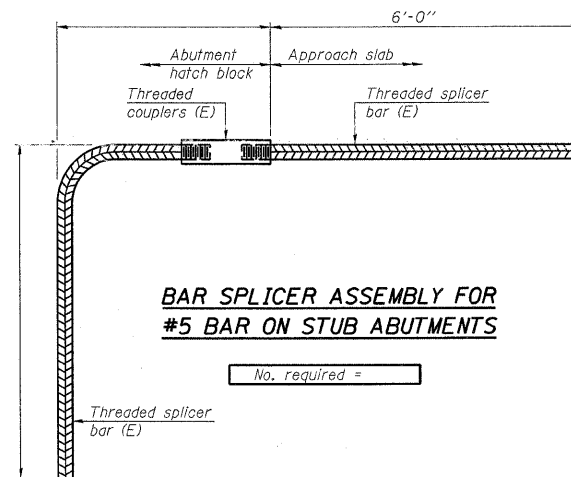 6'-0"
Abutment
hatch block
Approach slab
Threaded
couplers (E)
Threaded splicer
bar (E)
BAR SPLICER ASSEMBLY FOR
#5 BAR ON STUB ABUTMENTS
No. required =
Threaded splicer
bar (E)